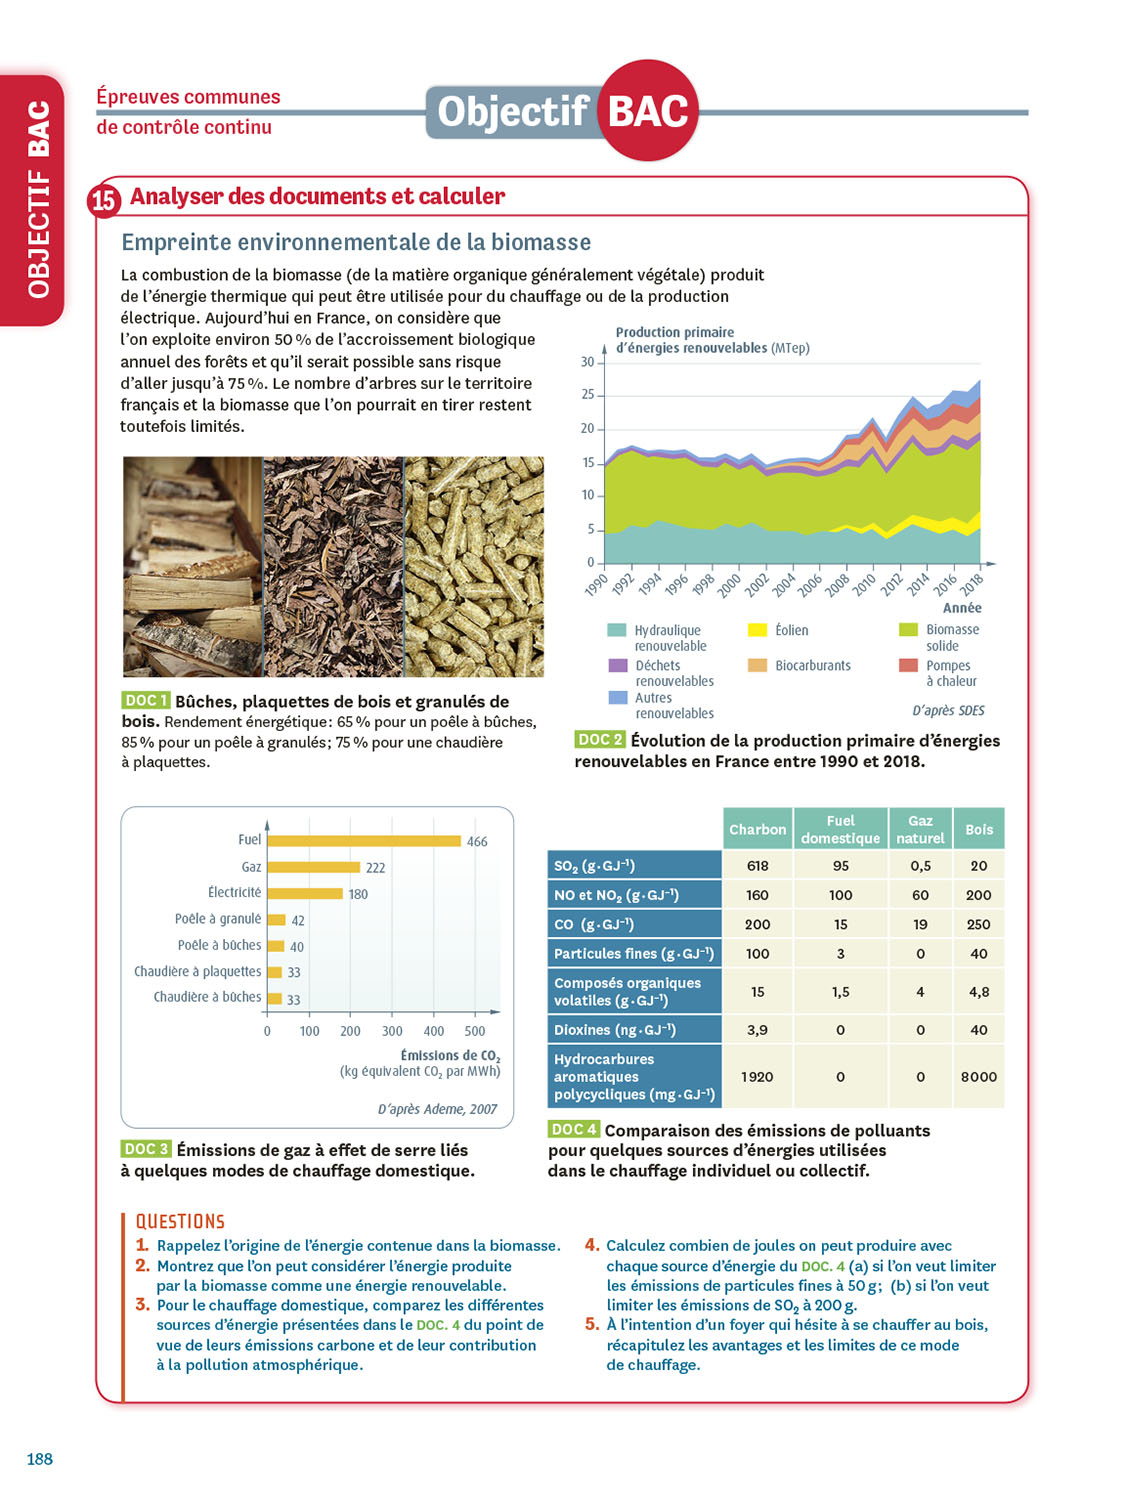 OBJECTIF BAC
Épreuves communes
de contrôle continu
Objectif BAC
15 Analyser des documents et calculer
Empreinte environnementale de la biomasse
La combustion de la biomasse (de la matière organique généralement végétale) produit
de l'énergie thermique qui peut être utilisée pour du chauffage ou de la production
électrique. Aujourd'hui en France, on considère que
l'on exploite environ 50 % de l'accroissement biologique
annuel des forêts et qu'il serait possible sans risque
d'aller jusqu'à 75 %. Le nombre d'arbres sur le territoire
français et la biomasse que l'on pourrait en tirer restent
toutefois limités.
DOC 1 Bûches, plaquettes de bois et granulés de
bois. Rendement énergétique : 65 % pour un poêle à bûches,
85 % pour un poêle à granulés ; 75 % pour une chaudière
à plaquettes.
Production primaire
d'énergies renouvelables (MTep)
30
25
20
15
10
5
0
1990 1992 1994 1996 1998 2000 2002 2004 2006 2008 2010 2012 2014 2016 2018
Année
Hydraulique
renouvelable
Éolien
Biomasse
solide
Déchets
renouvelables
Biocarburants
Pompes
à chaleur
Autres
renouvelables
D'après SDES
DOC 2 Évolution de la production primaire d'énergies
renouvelables en France entre 1990 et 2018.
Fuel 466
Gaz 222
Électricité 180
Poêle à granulé 42
Poêle à bûches 40
Chaudière à plaquettes 33
Chaudière à bûches 33
0 100 200 300 400 500
Émissions de CO₂
(kg équivalent CO₂ par MWh)
D'après Ademe, 2007
DOC 3 Émissions de gaz à effet de serre liés
à quelques modes de chauffage domestique.
Charbon Fuel domestique Gaz naturel Bois
SO₂ (g·GJ⁻¹) 618 95 0,5 20
NO et NO₂ (g·GJ⁻¹) 160 100 60 200
CO (g·GJ⁻¹) 200 15 19 250
Particules fines (g·GJ⁻¹) 100 3 0 40
Composés organiques
volatiles (g·GJ⁻¹) 15 1,5 4 4,8
Dioxines (ng·GJ⁻¹) 3,9 0 0 40
Hydrocarbures
aromatiques
polycycliques (mg·GJ⁻¹) 1920 0 0 8000
DOC 4 Comparaison des émissions de polluants
pour quelques sources d'énergies utilisées
dans le chauffage individuel ou collectif.
QUESTIONS
1. Rappelez l'origine de l'énergie contenue dans la biomasse.
2. Montrez que l'on peut considérer l'énergie produite
par la biomasse comme une énergie renouvelable.
3. Pour le chauffage domestique, comparez les différentes
sources d'énergie présentées dans le DOC. 4 du point de
vue de leurs émissions carbone et de leur contribution
à la pollution atmosphérique.
4. Calculez combien de joules on peut produire avec
chaque source d'énergie du DOC. 4 (a) si l'on veut limiter
les émissions de particules fines à 50 g ; (b) si l'on veut
limiter les émissions de SO₂ à 200 g.
5. À l'intention d'un foyer qui hésite à se chauffer au bois,
récapitulez les avantages et les limites de ce mode
de chauffage.
188